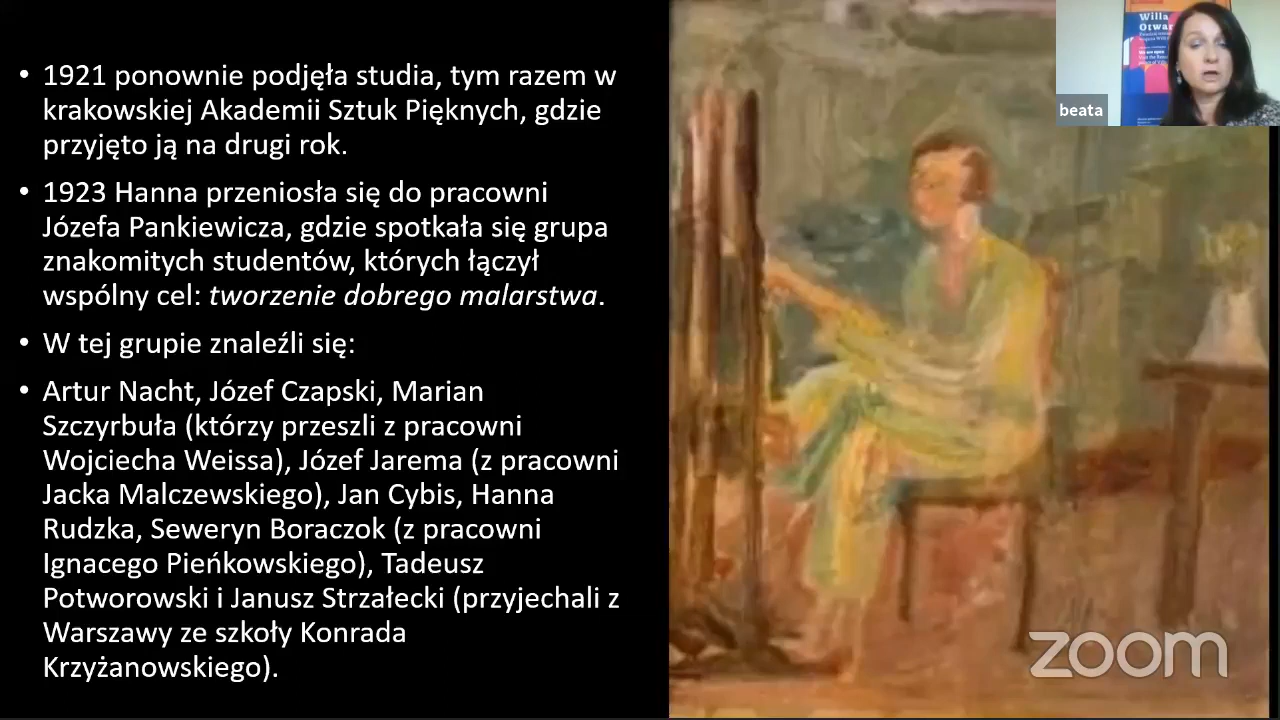 • 1921 ponownie podjęła studia, tym razem w
krakowskiej Akademii Sztuk Pięknych, gdzie
przyjęto ją na drugi rok.
• 1923 Hanna przeniosła się do pracowni
Józefa Pankiewicza, gdzie spotkała się grupa
znakomitych studentów, których łączył
wspólny cel: tworzenie dobrego malarstwa.
• W tej grupie znaleźli się:
• Artur Nacht, Józef Czapski, Marian
Szczyrbuła (którzy przeszli z pracowni
Wojciecha Weissa), Józef Jarema (z pracowni
Jacka Malczewskiego), Jan Cybis, Hanna
Rudzka, Seweryn Boraczok (z pracowni
Ignacego Pieńkowskiego), Tadeusz
Potworowski i Janusz Strzałecki (przyjechali z
Warszawy ze szkoły Konrada
Krzyżanowskiego).
Willa
Otwar
beata
zoom